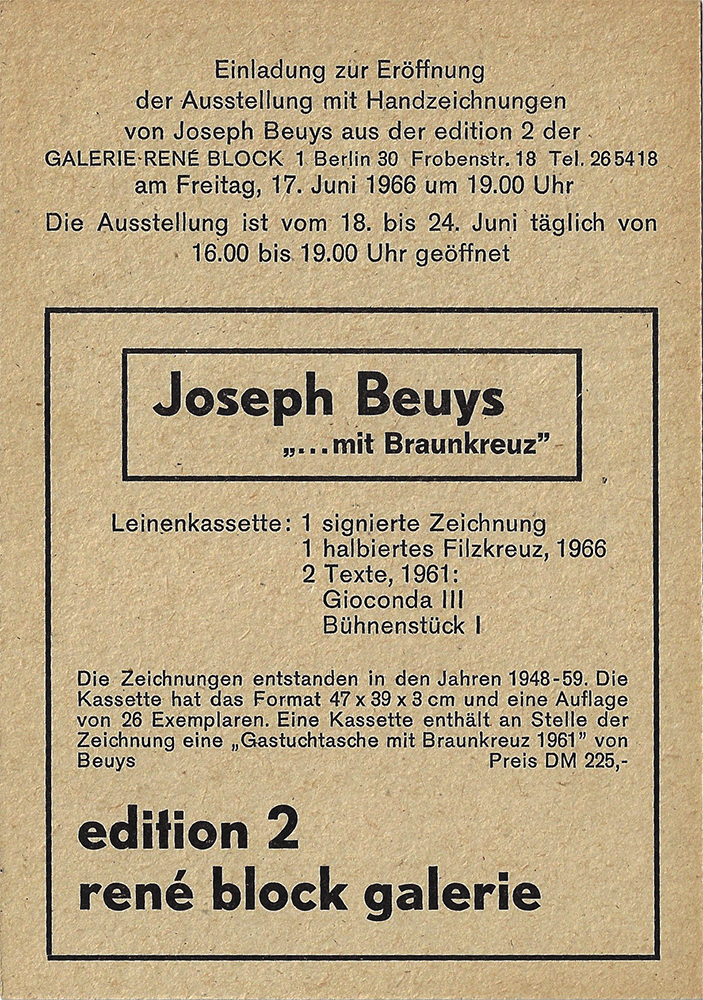 Einladung zur Eröffnung
der Ausstellung mit Handzeichnungen
von Joseph Beuys aus der edition 2 der
GALERIE·RENÉ BLOCK 1 Berlin 30 Frobenstr. 18 Tel. 265418
am Freitag, 17. Juni 1966 um 19.00 Uhr
Die Ausstellung ist vom 18. bis 24. Juni täglich von
16.00 bis 19.00 Uhr geöffnet
Joseph Beuys
„...mit Braunkreuz”
Leinenkassette: 1 signierte Zeichnung
1 halbiertes Filzkreuz, 1966
2 Texte, 1961:
Gioconda III
Bühnenstück I
Die Zeichnungen entstanden in den Jahren 1948-59. Die
Kassette hat das Format 47 x 39 x 3 cm und eine Auflage
von 26 Exemplaren. Eine Kassette enthält an Stelle der
Zeichnung eine „Gastuchtasche mit Braunkreuz 1961” von
Beuys Preis DM 225,-
edition 2
rené block galerie